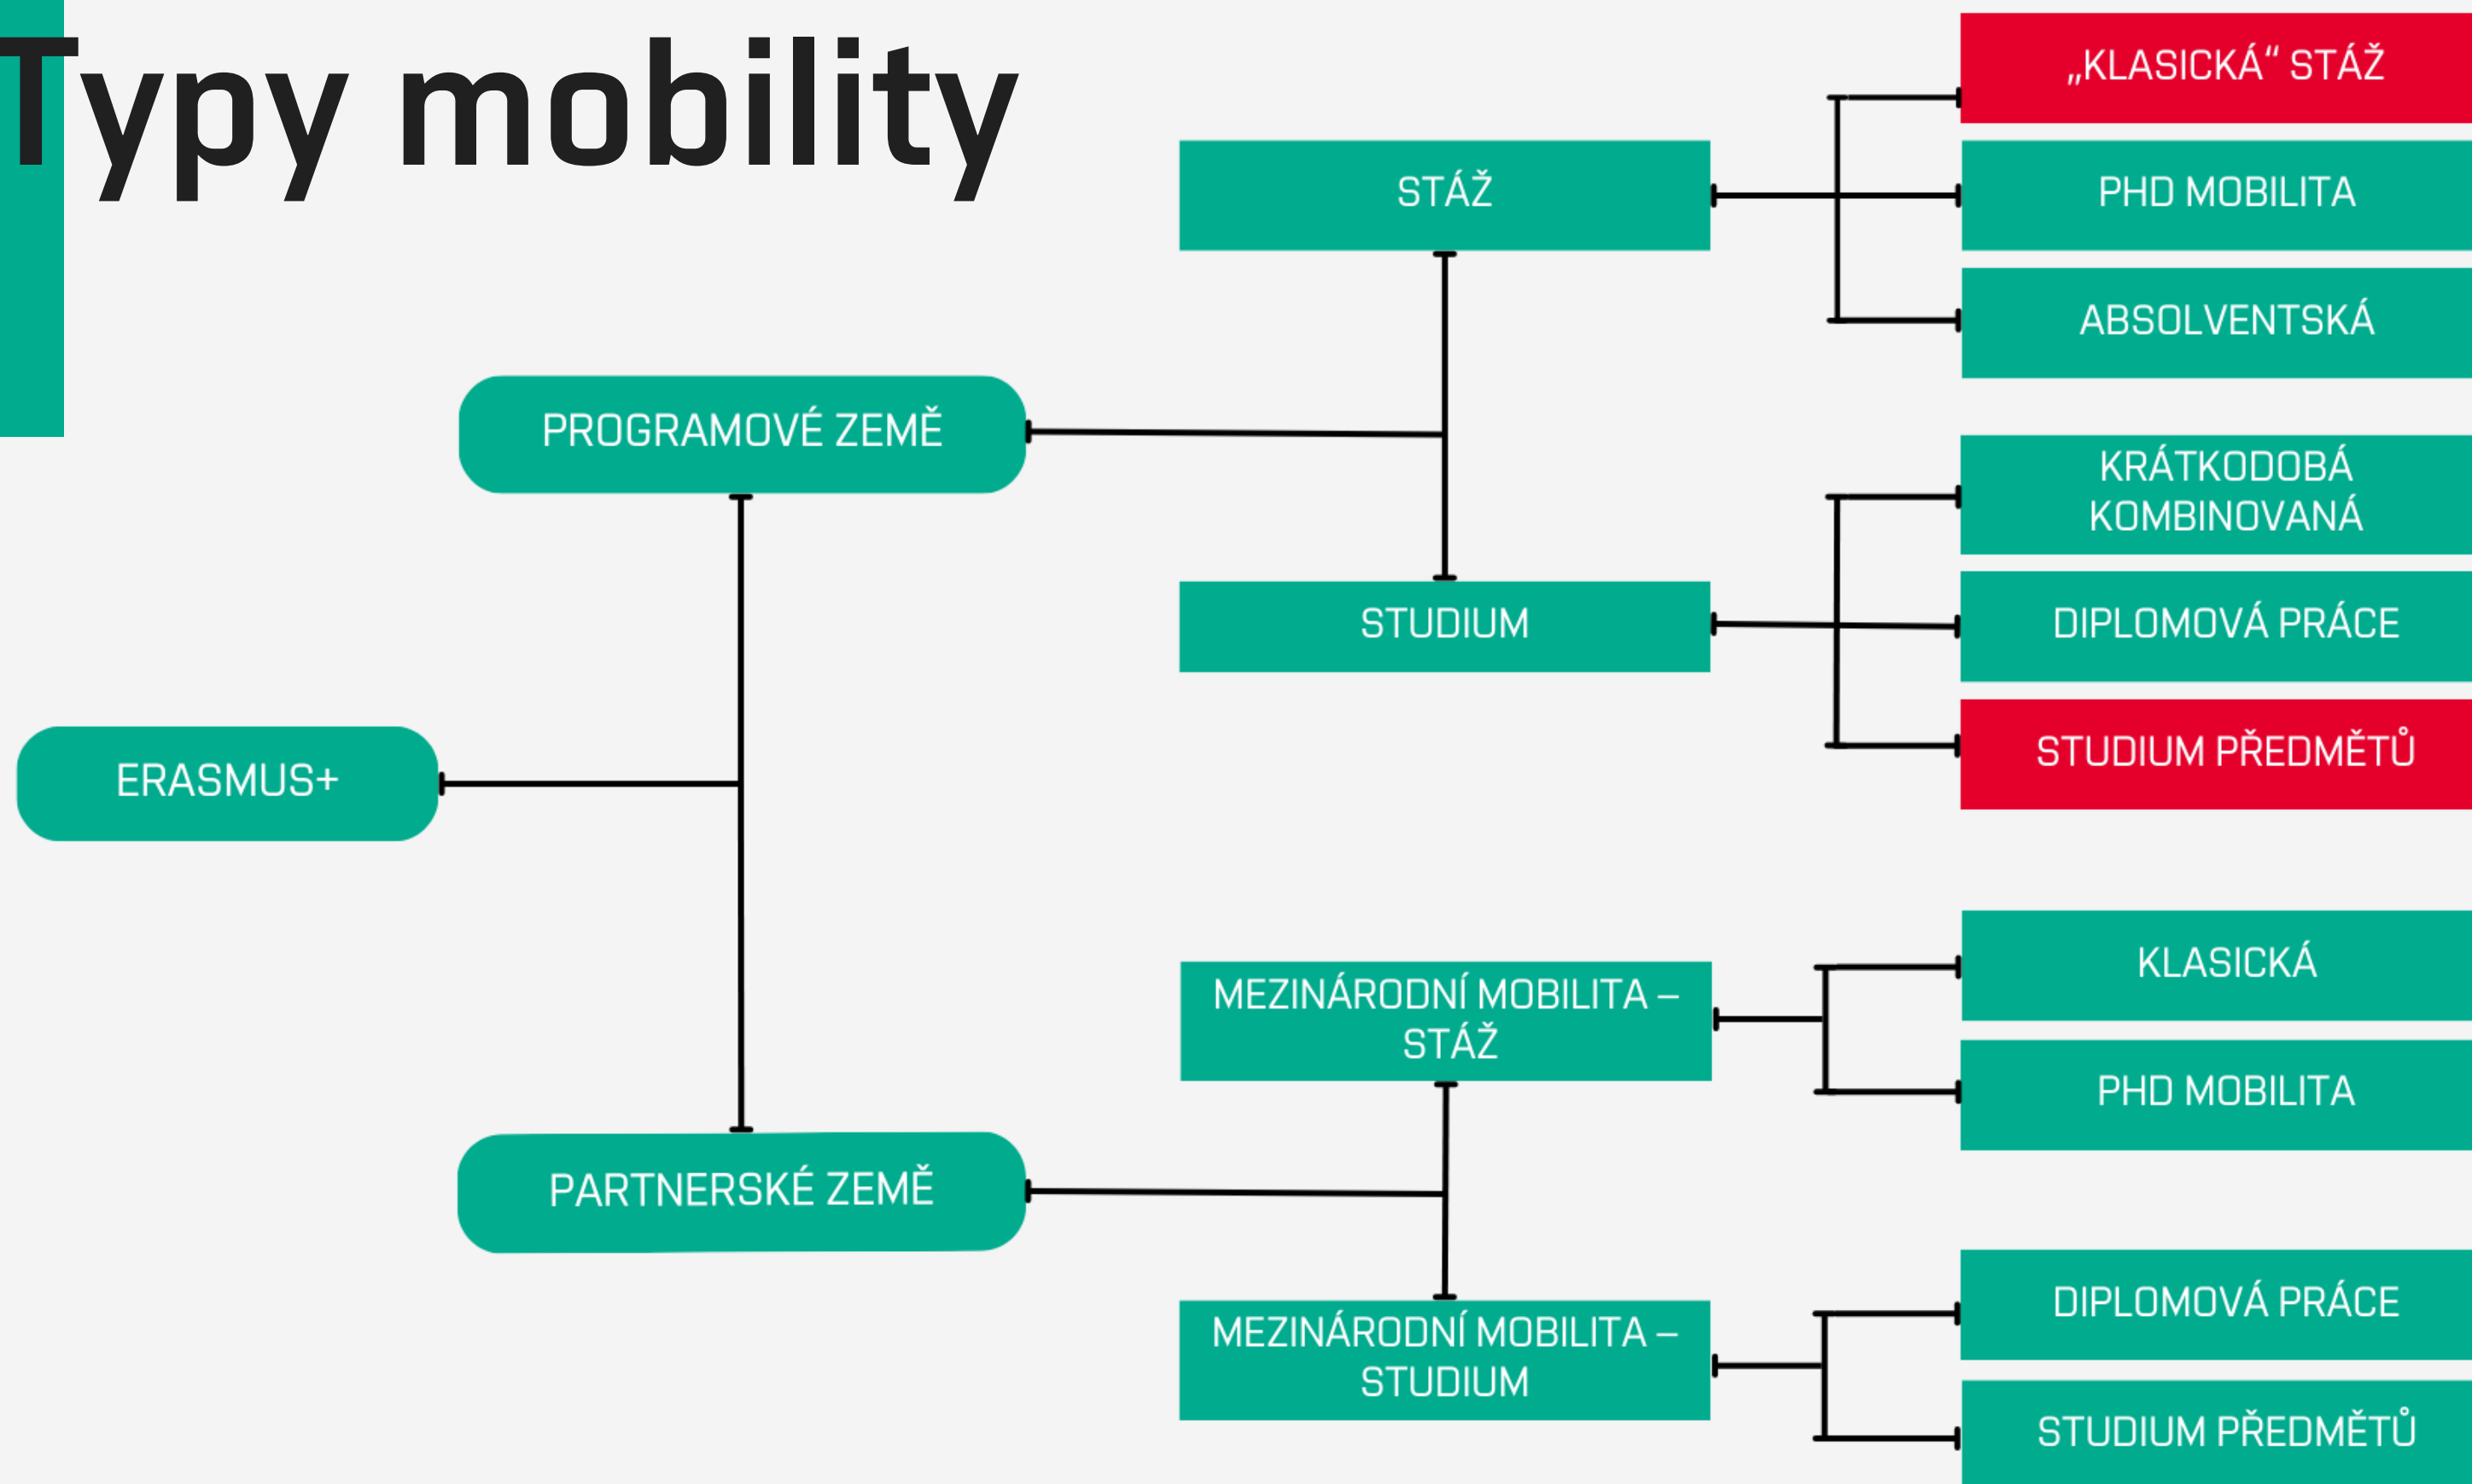 Typy mobility
„KLASICKÁ“ STÁŽ
STÁŽ
PHD MOBILITA
ABSOLVENTSKÁ
PROGRAMOVÉ ZEMĚ
KRÁTKODOBÁ
KOMBINOVANÁ
STUDIUM
DIPLOMOVÁ PRÁCE
STUDIUM PŘEDMĚTŮ
ERASMUS+
KLASICKÁ
MEZINÁRODNÍ MOBILITA –
STÁŽ
PHD MOBILITA
PARTNERSKÉ ZEMĚ
DIPLOMOVÁ PRÁCE
MEZINÁRODNÍ MOBILITA –
STUDIUM
STUDIUM PŘEDMĚTŮ